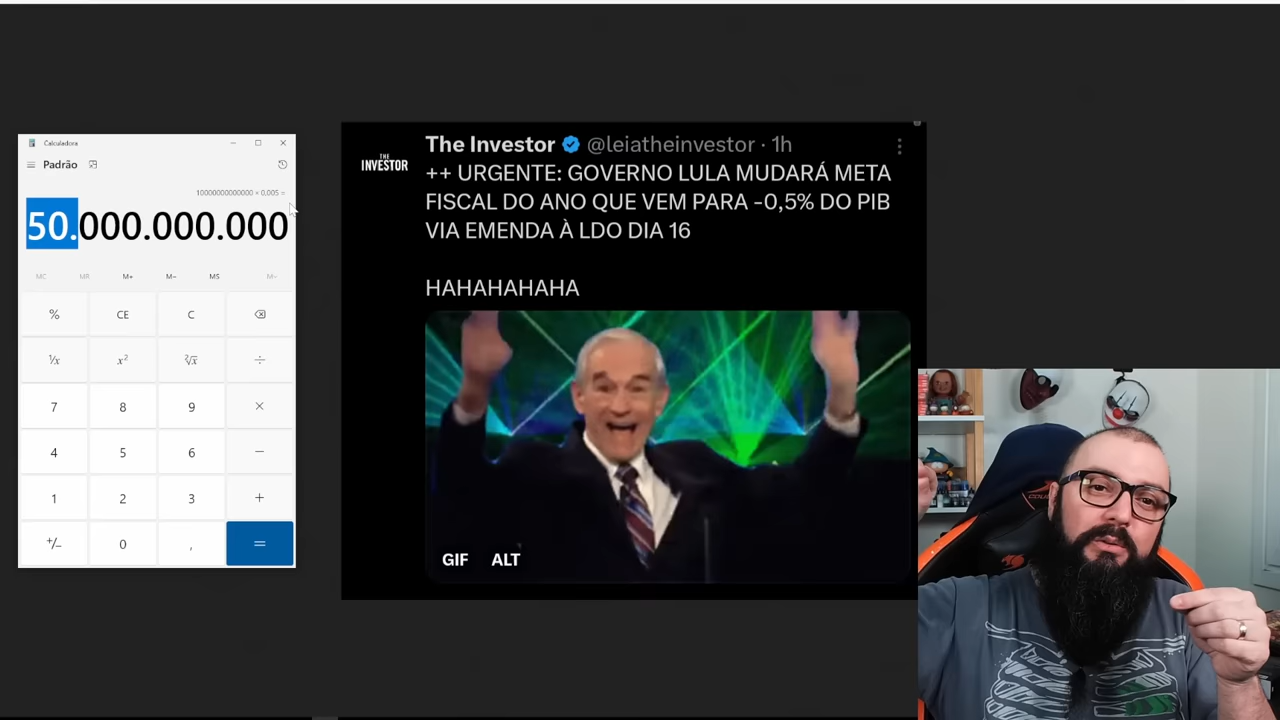 Calculadora
Padrão
10000000000000 × 0,005 =
50.000.000.000
MC MR M+ M− MS M~
% CE C
¹/x x² ²√x ÷
7 8 9 ×
4 5 6 −
1 2 3 +
+/− 0 , =
THE
INVESTOR
The Investor @leiatheinvestor · 1h
++ URGENTE: GOVERNO LULA MUDARÁ META
FISCAL DO ANO QUE VEM PARA -0,5% DO PIB
VIA EMENDA À LDO DIA 16
HAHAHAHAHA
GIF ALT